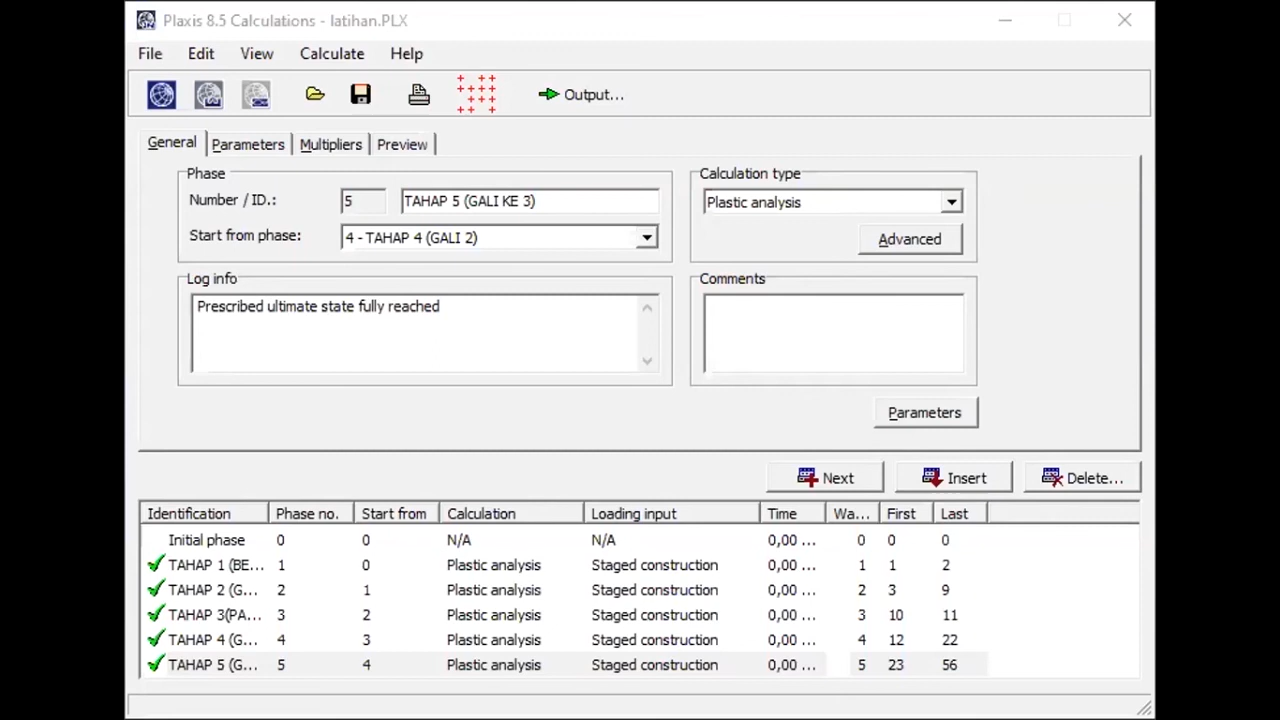 Plaxis 8.5 Calculations - latihan.PLX
File Edit View Calculate Help
Output...
General Parameters Multipliers Preview
Phase
Number / ID.: 5 TAHAP 5 (GALI KE 3)
Start from phase: 4 - TAHAP 4 (GALI 2)
Calculation type
Plastic analysis
Advanced
Log info
Prescribed ultimate state fully reached
Comments
Parameters
Next Insert Delete...
Identification Phase no. Start from Calculation Loading input Time Wa... First Last
Initial phase 0 0 N/A N/A 0,00 ... 0 0 0
TAHAP 1 (BE... 1 0 Plastic analysis Staged construction 0,00 ... 1 1 2
TAHAP 2 (G... 2 1 Plastic analysis Staged construction 0,00 ... 2 3 9
TAHAP 3(PA... 3 2 Plastic analysis Staged construction 0,00 ... 3 10 11
TAHAP 4 (G... 4 3 Plastic analysis Staged construction 0,00 ... 4 12 22
TAHAP 5 (G... 5 4 Plastic analysis Staged construction 0,00 ... 5 23 56